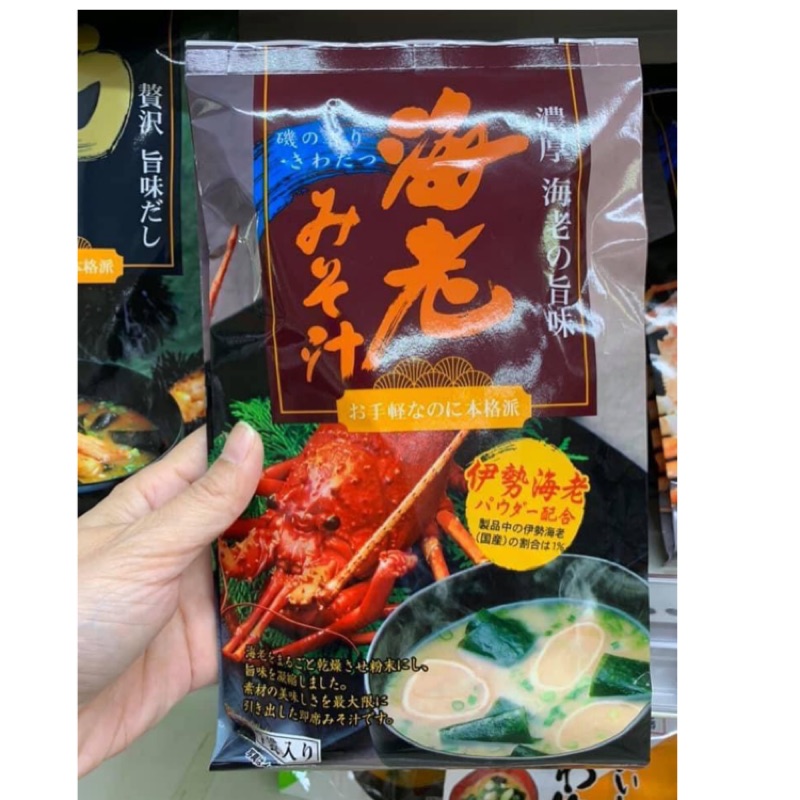 濃厚 海老の旨味
海老
みそ汁
磯の香り
きわだつ
お手軽なのに本格派
伊勢海老
パウダー配合
製品中の伊勢海老
(国産)の割合は1%
海老をまるごと乾燥させ粉末にし、
旨味を凝縮しました。
素材の美味しさを最大限に
引き出した即席みそ汁です。
入り
贅沢 旨味だし
本格派